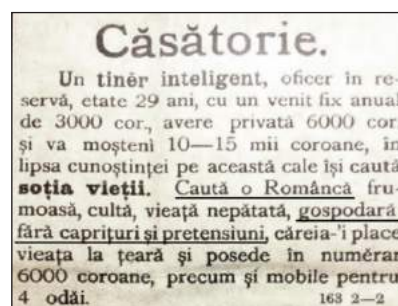 Căsătorie.
Un tinĕr inteligent, oficer în re-
servă, etate 29 ani, cu un venit fix anual
de 3000 cor., avere privată 6000 cor.
și va moșteni 10—15 mii coroane, în
lipsa cunoștinței pe această cale își caută
soția vieții. Caută o Româncă fru-
moasă, cultă, vieață nepătată, gospodară
fără caprițuri și pretensiuni, căreia-'i place
vieața la țeară și posede în numĕrar
6000 coroane, precum și mobile pentru
4 odăi. 163 2—2